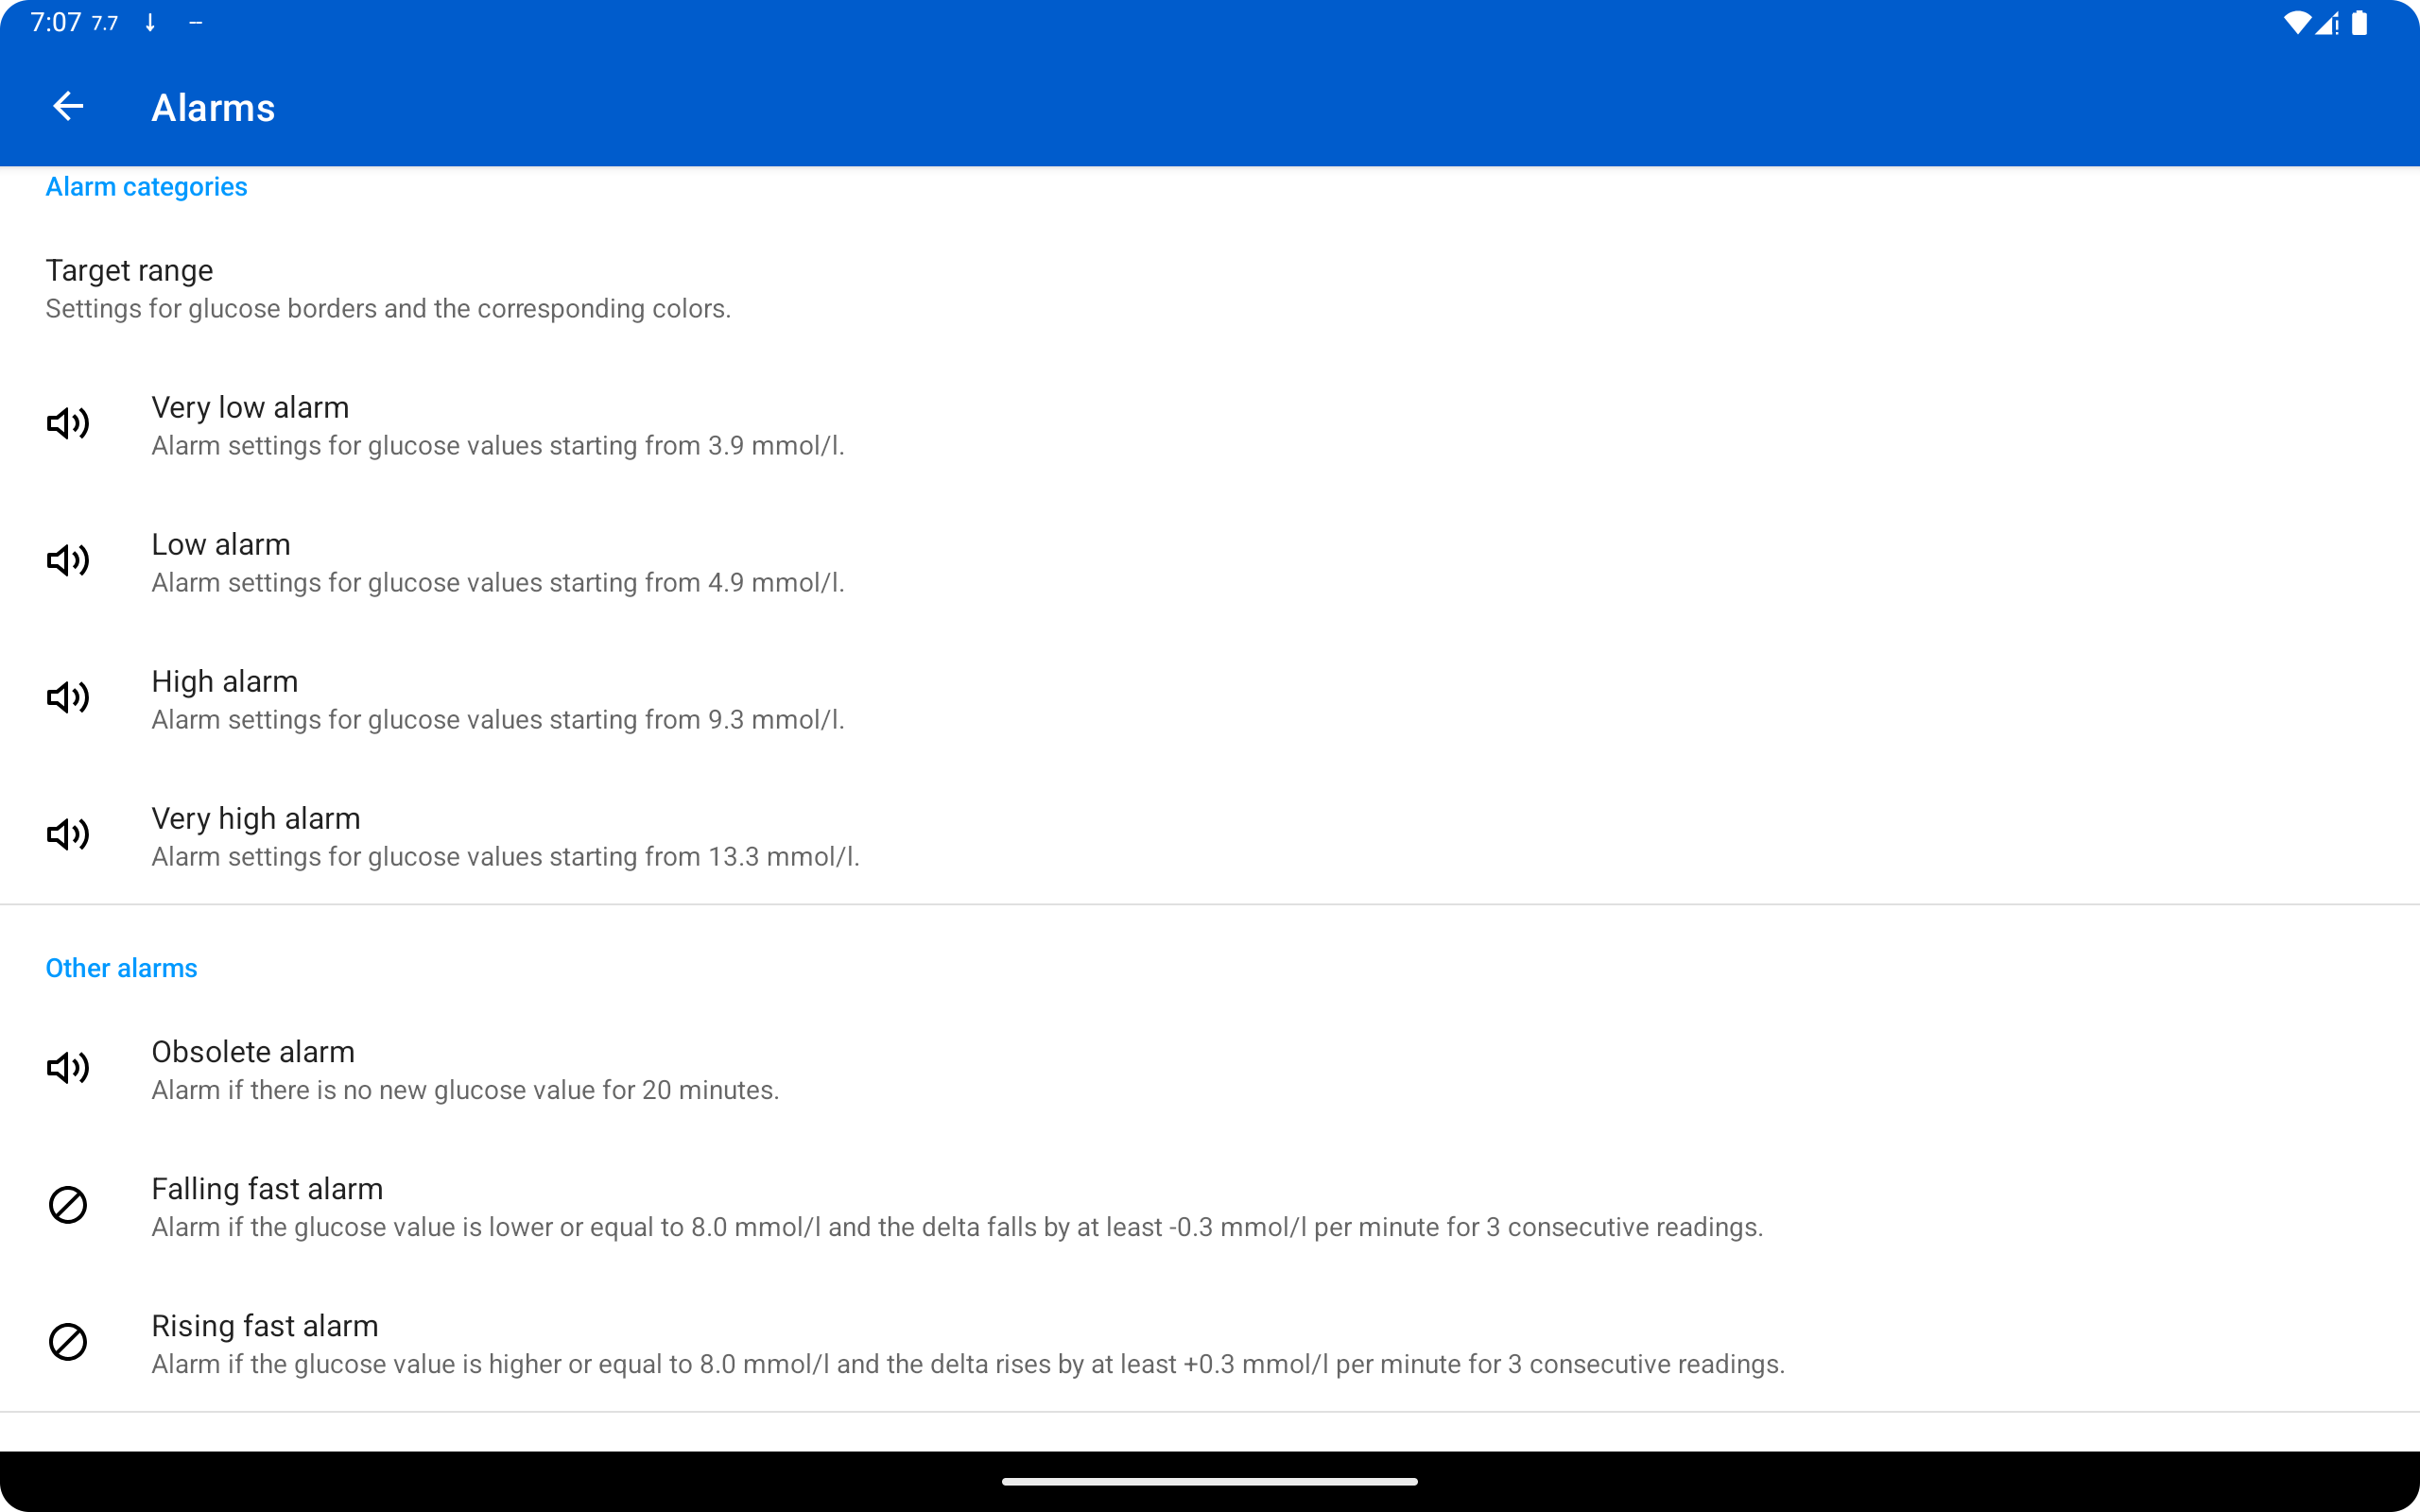 7:07 7.7 --
Alarms
Alarm categories
Target range
Settings for glucose borders and the corresponding colors.
Very low alarm
Alarm settings for glucose values starting from 3.9 mmol/l.
Low alarm
Alarm settings for glucose values starting from 4.9 mmol/l.
High alarm
Alarm settings for glucose values starting from 9.3 mmol/l.
Very high alarm
Alarm settings for glucose values starting from 13.3 mmol/l.
Other alarms
Obsolete alarm
Alarm if there is no new glucose value for 20 minutes.
Falling fast alarm
Alarm if the glucose value is lower or equal to 8.0 mmol/l and the delta falls by at least -0.3 mmol/l per minute for 3 consecutive readings.
Rising fast alarm
Alarm if the glucose value is higher or equal to 8.0 mmol/l and the delta rises by at least +0.3 mmol/l per minute for 3 consecutive readings.